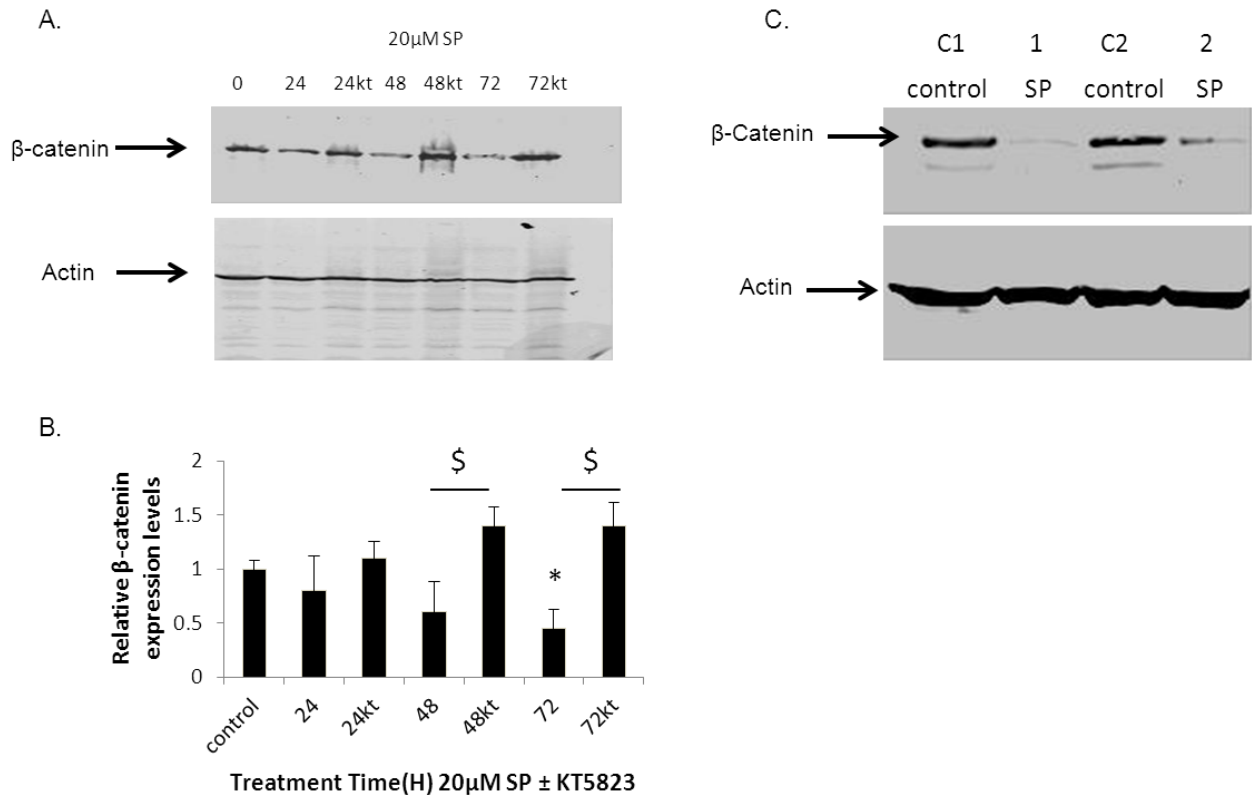 A.
20µM SP
0 24 24kt 48 48kt 72 72kt
β-catenin
Actin
B.
Relative β-catenin
expression levels
2
1.5
1
0.5
0
$ $
*
control 24 24kt 48 48kt 72 72kt
Treatment Time(H) 20µM SP ± KT5823
C.
C1 1 C2 2
control SP control SP
β-Catenin
Actin